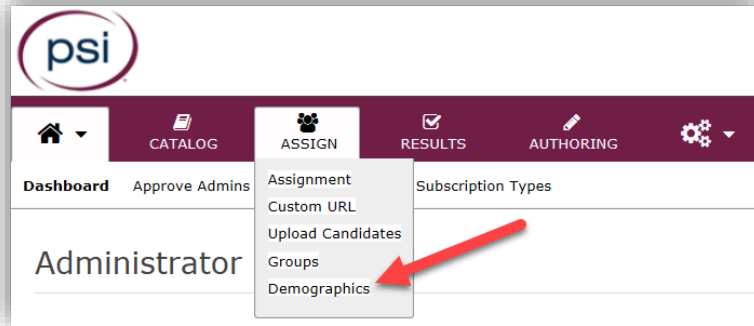 psi
CATALOG ASSIGN RESULTS AUTHORING
Dashboard Approve Admins Subscription Types
Assignment
Custom URL
Upload Candidates
Groups
Demographics
Administrator